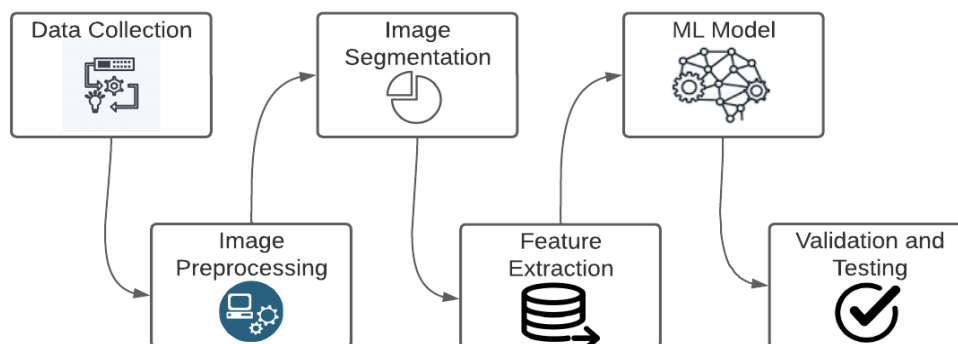 Data Collection
Image
Preprocessing
Image
Segmentation
Feature
Extraction
ML Model
Validation and
Testing